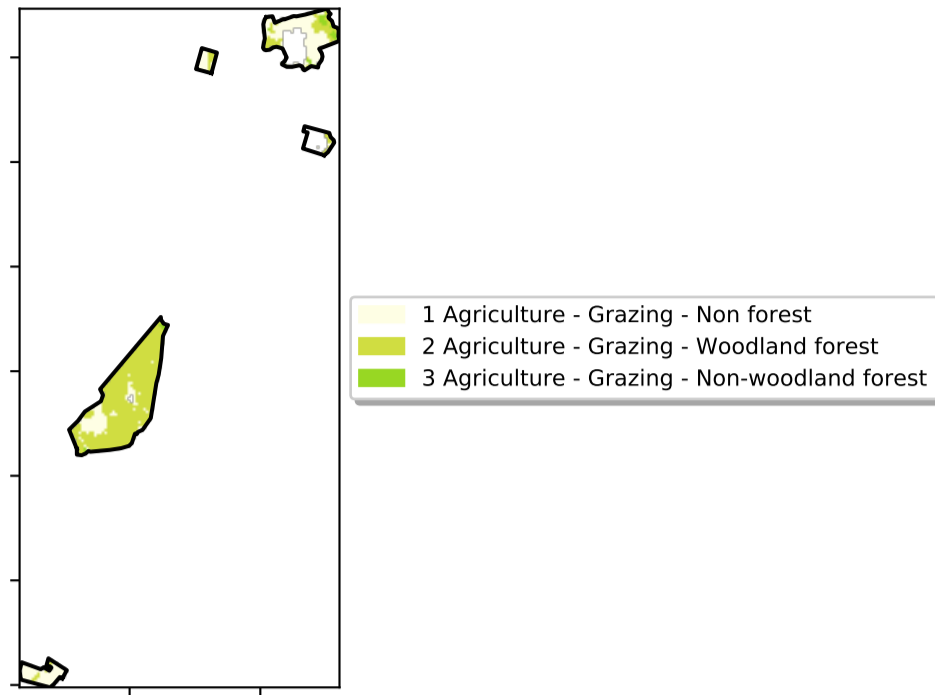 1 Agriculture - Grazing - Non forest
2 Agriculture - Grazing - Woodland forest
3 Agriculture - Grazing - Non-woodland forest